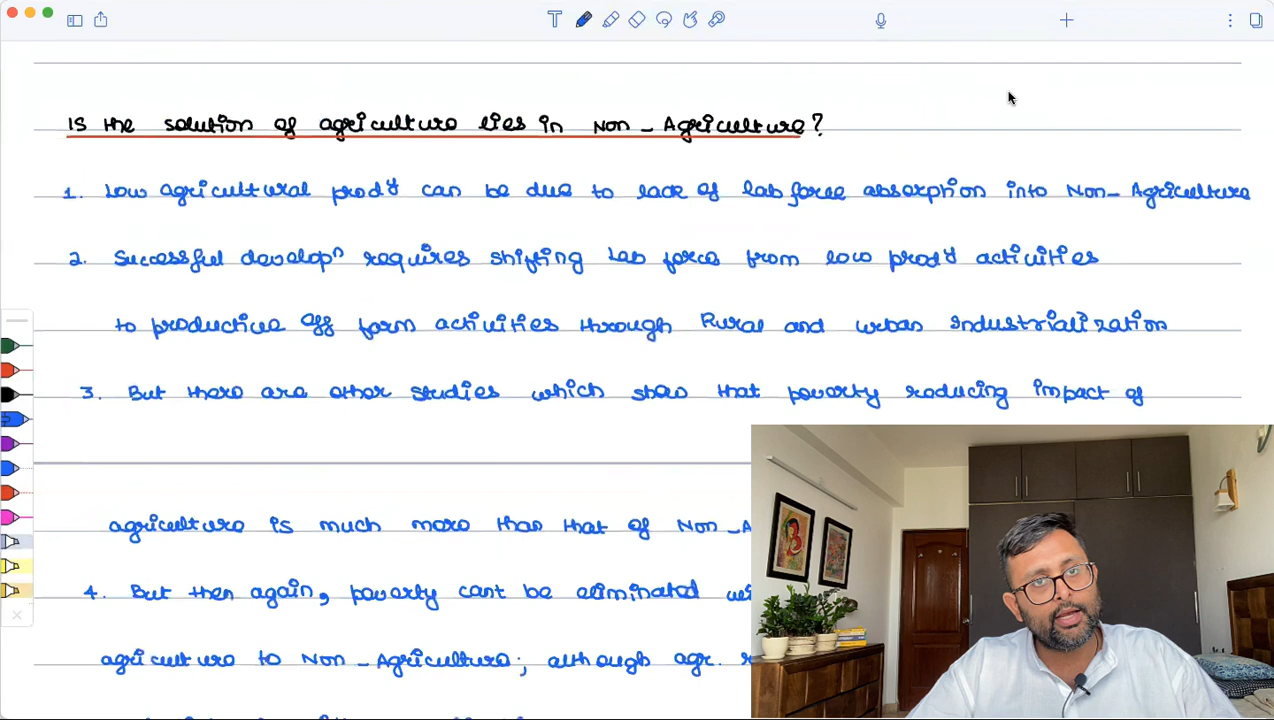 Is the solution of agriculture lies in Non-Agriculture?
1. Low agricultural prody can be due to lack of lab force absorption into Non-Agriculture
2. Successful developn requires shifting Lab force from low prody activities
to productive off farm activities through Rural and urban industrialization
3. But there are other studies which show that poverty reducing impact of
agriculture is much more than that of Non-A
4. But then again, poverty cant be eliminated
agriculture to Non-Agriculture; although agr.